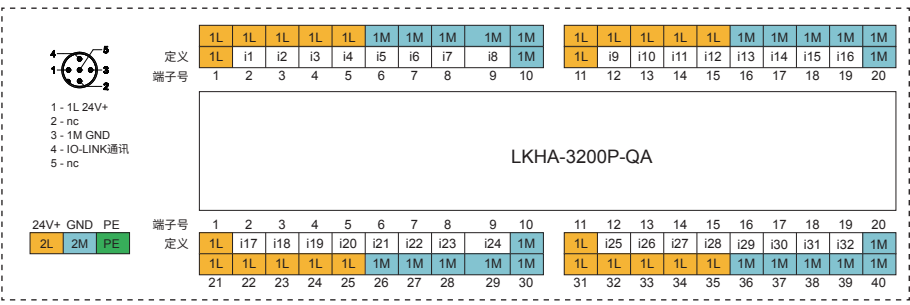 1L 1L 1L 1L 1L 1M 1M 1M 1M 1M 1L 1L 1L 1L 1L 1M 1M 1M 1M 1M
定义 1L i1 i2 i3 i4 i5 i6 i7 i8 1M 1L i9 i10 i11 i12 i13 i14 i15 i16 1M
端子号 1 2 3 4 5 6 7 8 9 10 11 12 13 14 15 16 17 18 19 20
4 5
1 3
2
1 - 1L 24V+
2 - nc
3 - 1M GND
4 - IO-LINK通讯
5 - nc
LKHA-3200P-QA
24V+ GND PE
2L 2M PE
端子号 1 2 3 4 5 6 7 8 9 10 11 12 13 14 15 16 17 18 19 20
定义 1L i17 i18 i19 i20 i21 i22 i23 i24 1M 1L i25 i26 i27 i28 i29 i30 i31 i32 1M
1L 1L 1L 1L 1L 1M 1M 1M 1M 1M 1L 1L 1L 1L 1L 1M 1M 1M 1M 1M
21 22 23 24 25 26 27 28 29 30 31 32 33 34 35 36 37 38 39 40